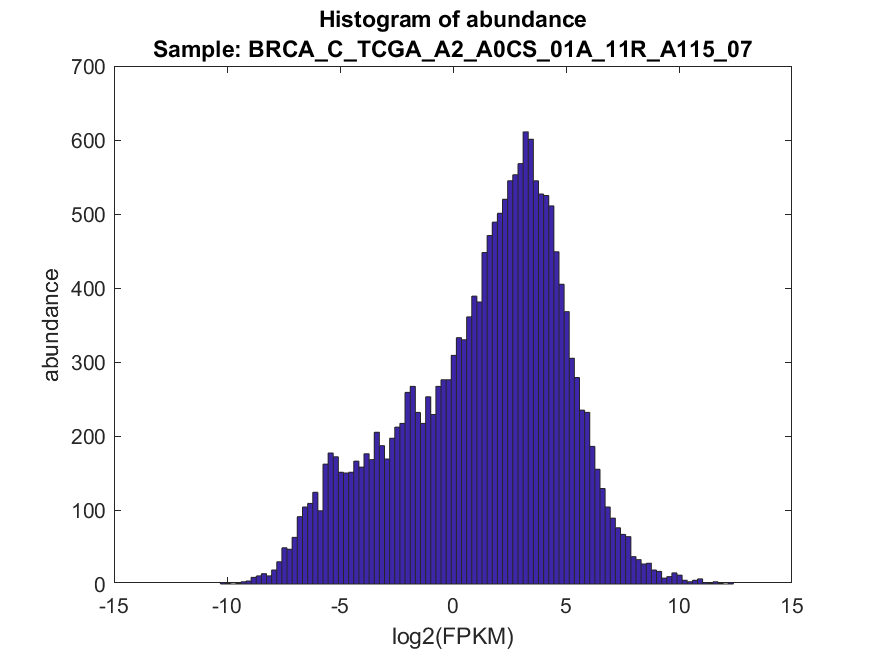 Histogram of abundance
Sample: BRCA_C_TCGA_A2_A0CS_01A_11R_A115_07
700
600
500
400
300
200
100
0
abundance
-15 -10 -5 0 5 10 15
log2(FPKM)